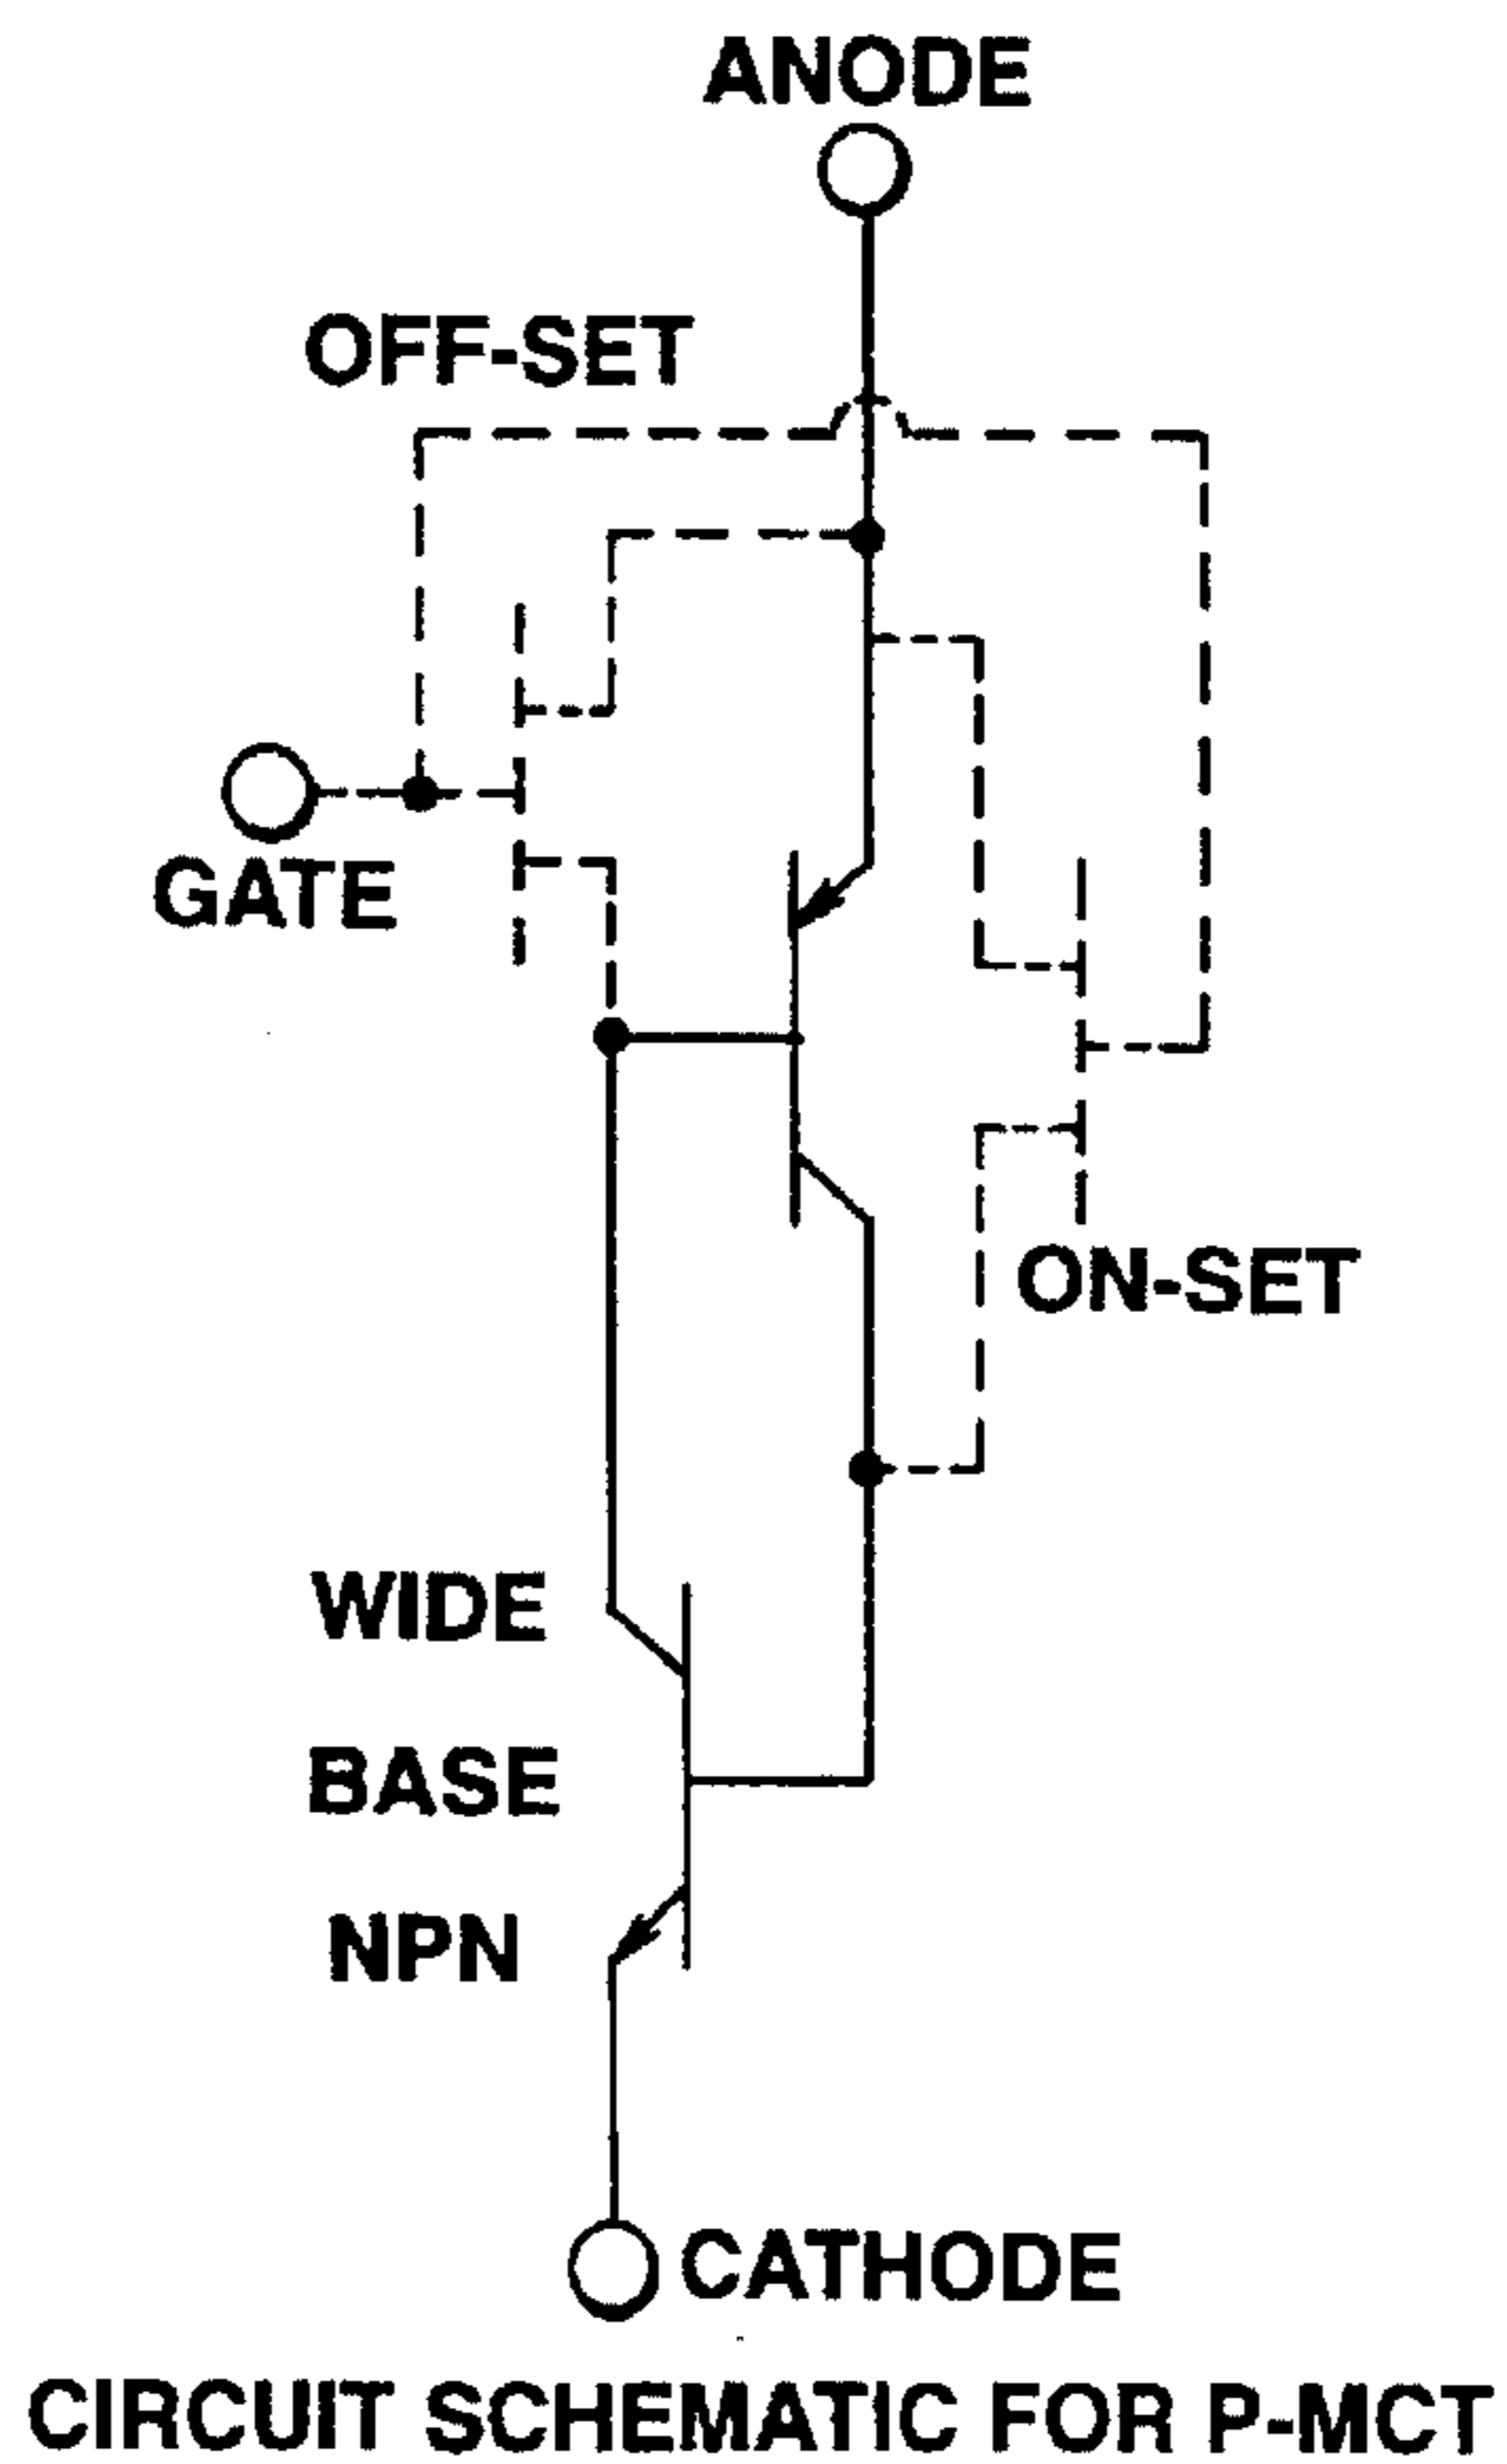 ANODE
OFF-SET
GATE
ON-SET
WIDE
BASE
NPN
CATHODE
CIRCUIT SCHEMATIC FOR P-MCT